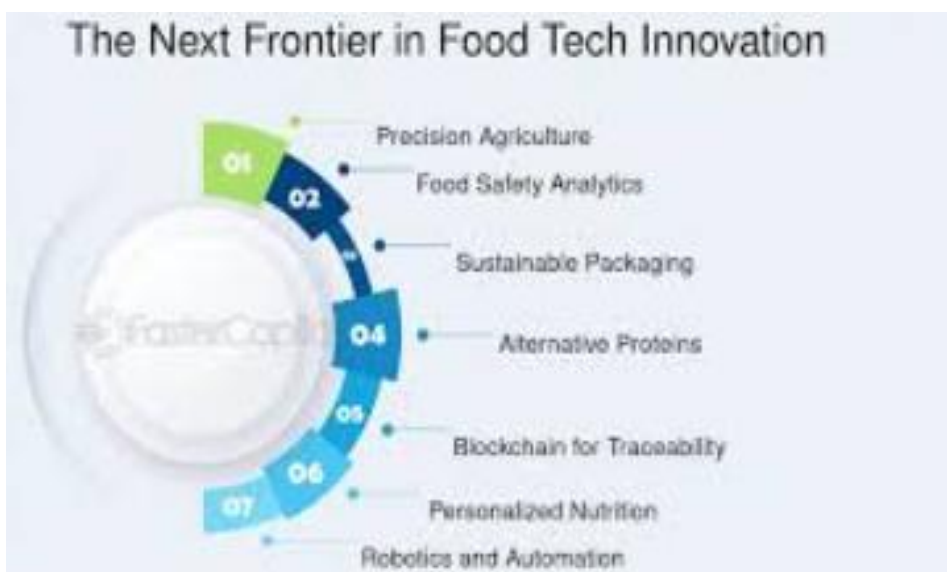 The Next Frontier in Food Tech Innovation
01
Precision Agriculture
02
Food Safety Analytics
Sustainable Packaging
04
Alternative Proteins
05
Blockchain for Traceability
06
Personalized Nutrition
07
Robotics and Automation